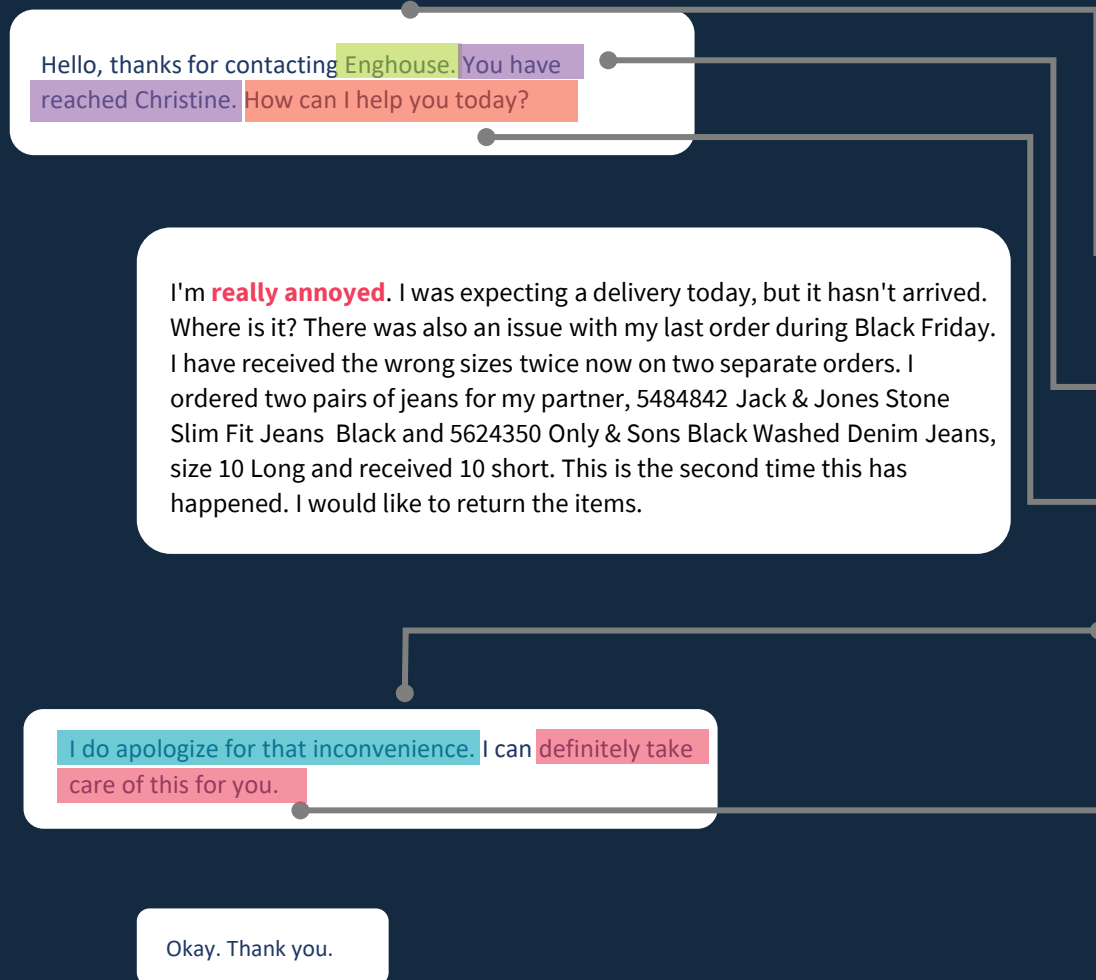 Hello, thanks for contacting Enghouse. You have
reached Christine. How can I help you today?
I'm really annoyed. I was expecting a delivery today, but it hasn't arrived.
Where is it? There was also an issue with my last order during Black Friday.
I have received the wrong sizes twice now on two separate orders. I
ordered two pairs of jeans for my partner, 5484842 Jack & Jones Stone
Slim Fit Jeans  Black and 5624350 Only & Sons Black Washed Denim Jeans,
size 10 Long and received 10 short. This is the second time this has
happened. I would like to return the items.
I do apologize for that inconvenience. I can definitely take
care of this for you.
Okay. Thank you.